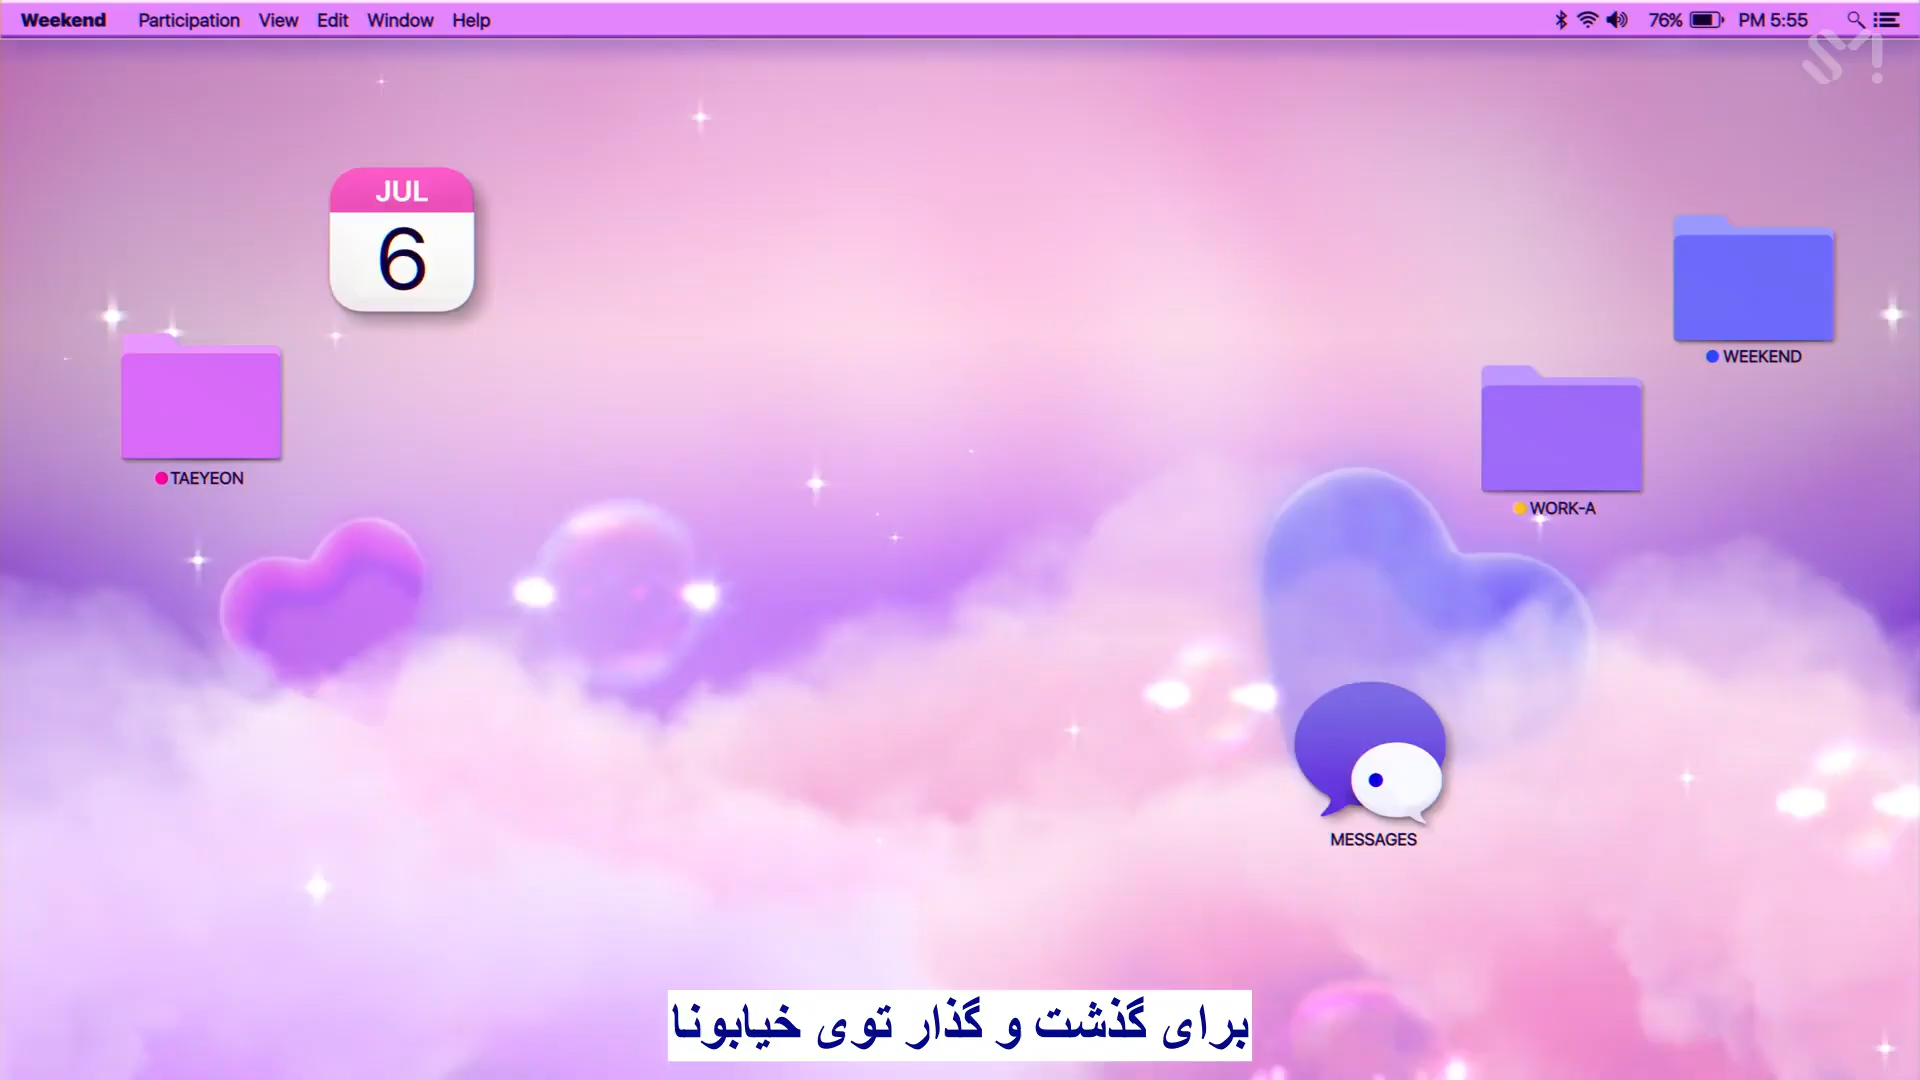 Weekend Participation View Edit Window Help 76% PM 5:55
SM!
JUL
6
WEEKEND
TAEYEON
WORK-A
MESSAGES
برای گذشت و گذار توی خیابونا